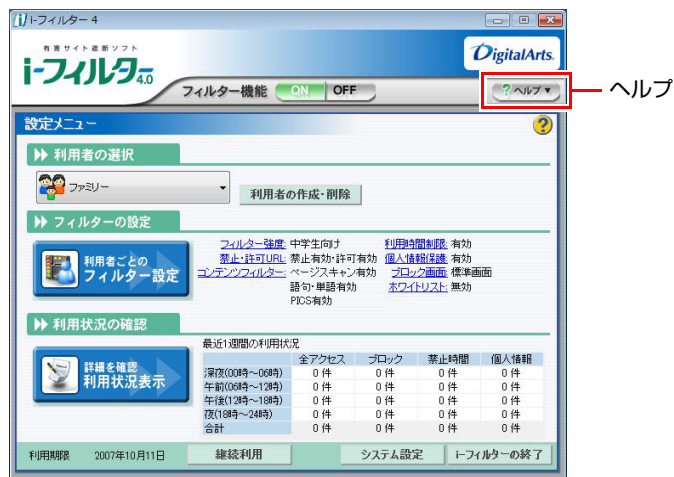 i-フィルター 4
有害サイト遮断ソフト
i-フィルター4.0
DigitalArts.
フィルター機能 ON OFF
?ヘルプ▼
ヘルプ
設定メニュー
?
利用者の選択
ファミリー
利用者の作成・削除
フィルターの設定
利用者ごとの
フィルター設定
フィルター強度: 中学生向け 利用時間制限: 有効
禁止・許可URL: 禁止有効・許可有効 個人情報保護: 有効
コンテンツフィルター: ページスキャン有効 ブロック画面: 標準画面
語句・単語有効 ホワイトリスト: 無効
PICS有効
利用状況の確認
詳細を確認
利用状況表示
最近1週間の利用状況
全アクセス ブロック 禁止時間 個人情報
深夜(00時～06時) 0 件 0 件 0 件 0 件
午前(06時～12時) 0 件 0 件 0 件 0 件
午後(12時～18時) 0 件 0 件 0 件 0 件
夜(18時～24時) 0 件 0 件 0 件 0 件
合計 0 件 0 件 0 件 0 件
利用期限 2007年10月11日 継続利用 システム設定 i-フィルターの終了